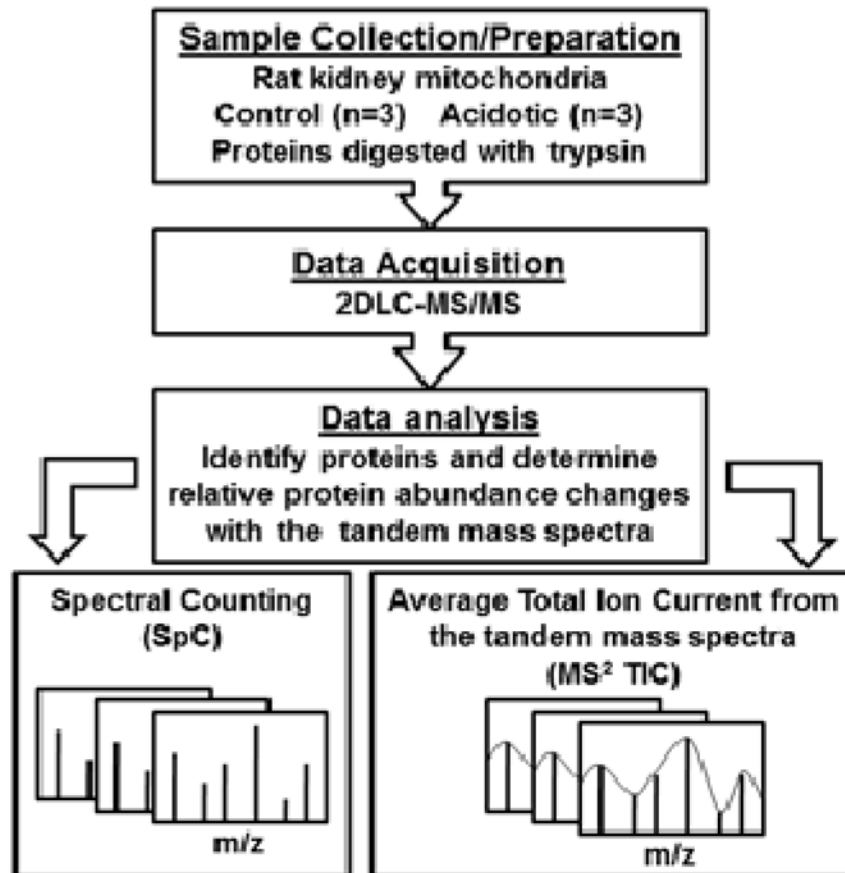 Sample Collection/Preparation
Rat kidney mitochondria
Control (n=3) Acidotic (n=3)
Proteins digested with trypsin
Data Acquisition
2DLC-MS/MS
Data analysis
Identify proteins and determine
relative protein abundance changes
with the tandem mass spectra
Spectral Counting
(SpC)
m/z
Average Total Ion Current from
the tandem mass spectra
(MS² TIC)
m/z